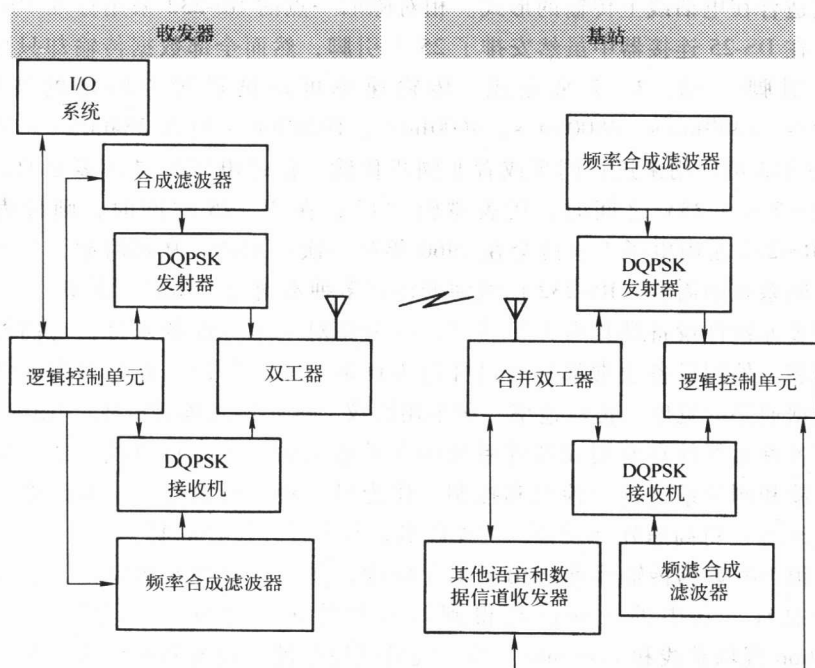 收发器
基站
I/O
系统
合成滤波器
频率合成滤波器
DQPSK
发射器
DQPSK
发射器
逻辑控制单元
双工器
合并双工器
逻辑控制单元
DQPSK
接收机
DQPSK
接收机
频率合成滤波器
其他语音和数
据信道收发器
频滤合成
滤波器